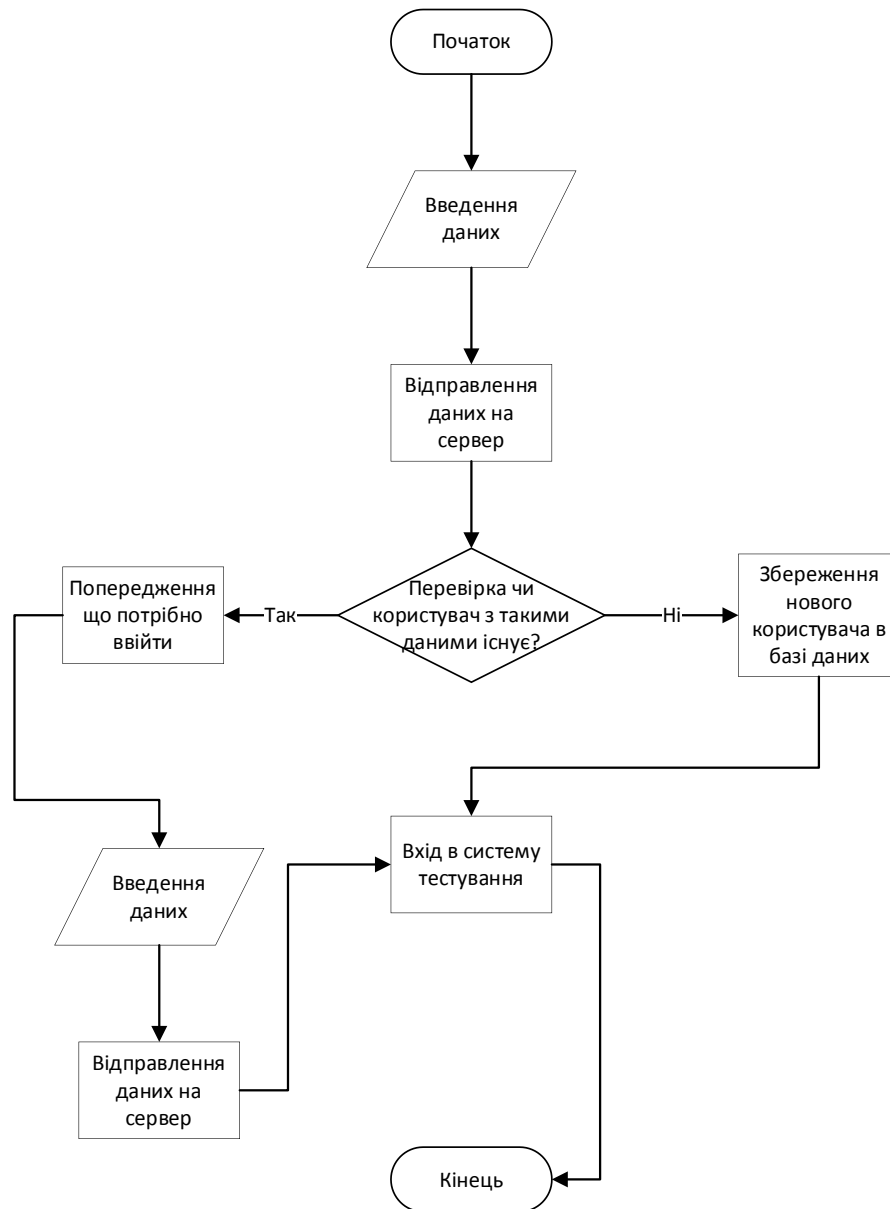 Початок
Введення
даних
Відправлення
даних на
сервер
Попередження
що потрібно
ввійти
Так
Перевірка чи
користувач з такими
даними існує?
Ні
Збереження
нового
користувача в
базі даних
Введення
даних
Вхід в систему
тестування
Відправлення
даних на
сервер
Кінець